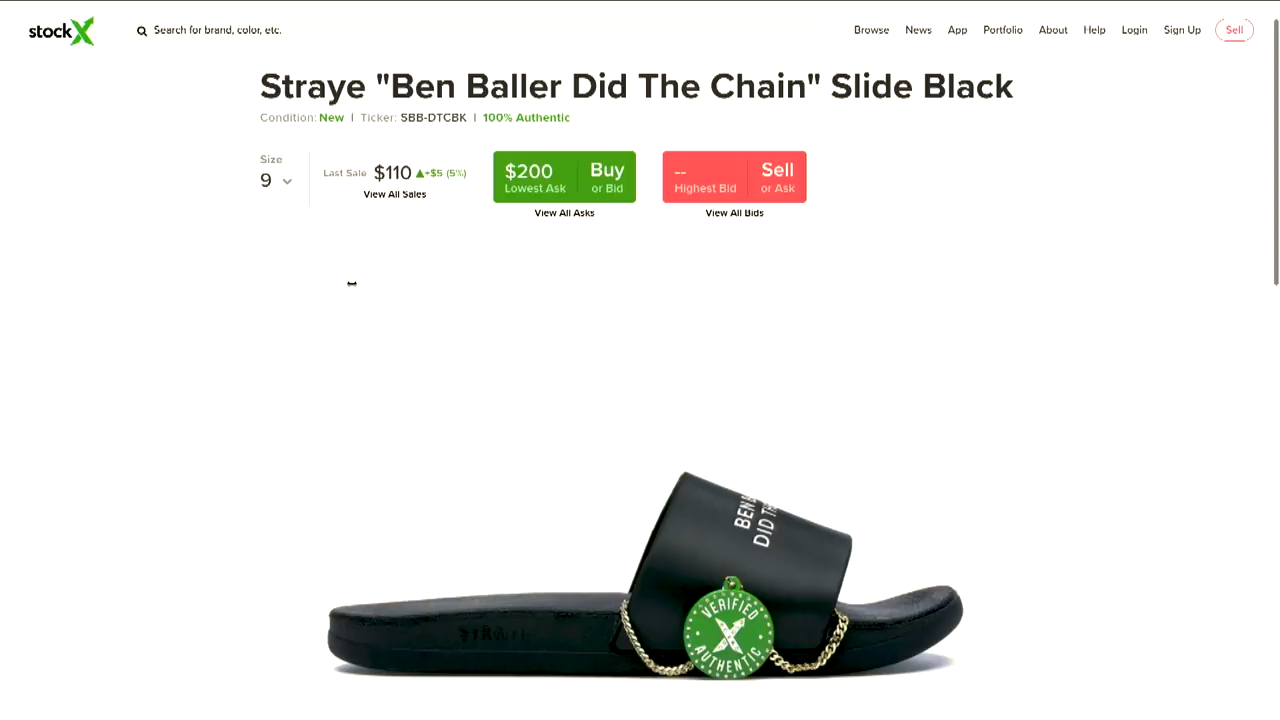 stockX
Search for brand, color, etc.
Browse News App Portfolio About Help Login Sign Up Sell
Straye "Ben Baller Did The Chain" Slide Black
Condition: New | Ticker: SBB-DTCBK | 100% Authentic
Size
9
Last Sale $110 ▲+$5 (5%)
View All Sales
$200 Buy
Lowest Ask or Bid
View All Asks
-- Sell
Highest Bid or Ask
View All Bids
BEN
DID
VERIFIED
X
AUTHENTIC